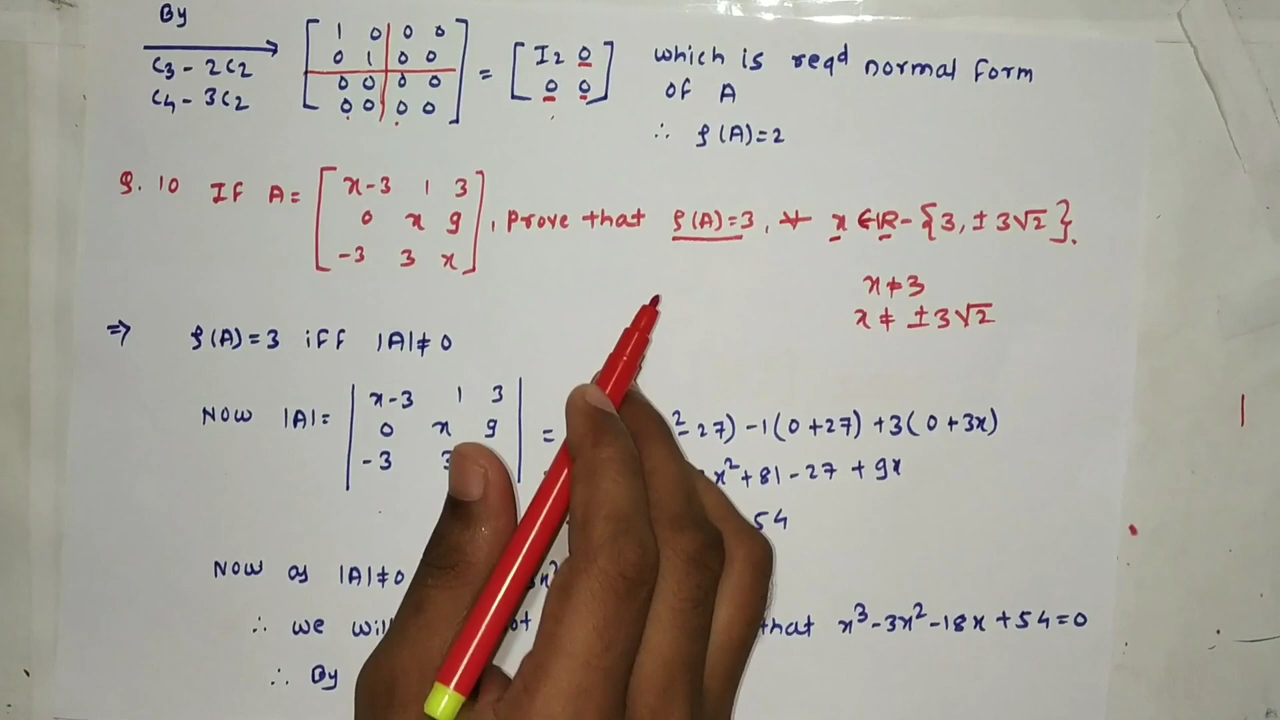 By
C3 - 2C2
C4 - 3C2
[ 1 0 0 0
0 1 0 0
0 0 0 0
0 0 0 0 ] = [ I2 0
0 0 ] which is reqd normal form
of A
∴ ρ(A)=2
Q. 10 If A= [ x-3 1 3
0 x 9
-3 3 x ], Prove that ρ(A)=3, ∀ x ∈ R - {3, ±3√2}.
x≠3
x ≠ ±3√2
⇒ ρ(A)=3 iff |A|≠0
Now |A|= | x-3 1 3
0 x 9
-3 3 | = 2-27) -1(0+27) +3(0+3x)
x²+81-27+9x
54
Now as |A|≠0
∴ we that x³-3x²-18x+54=0
∴ By